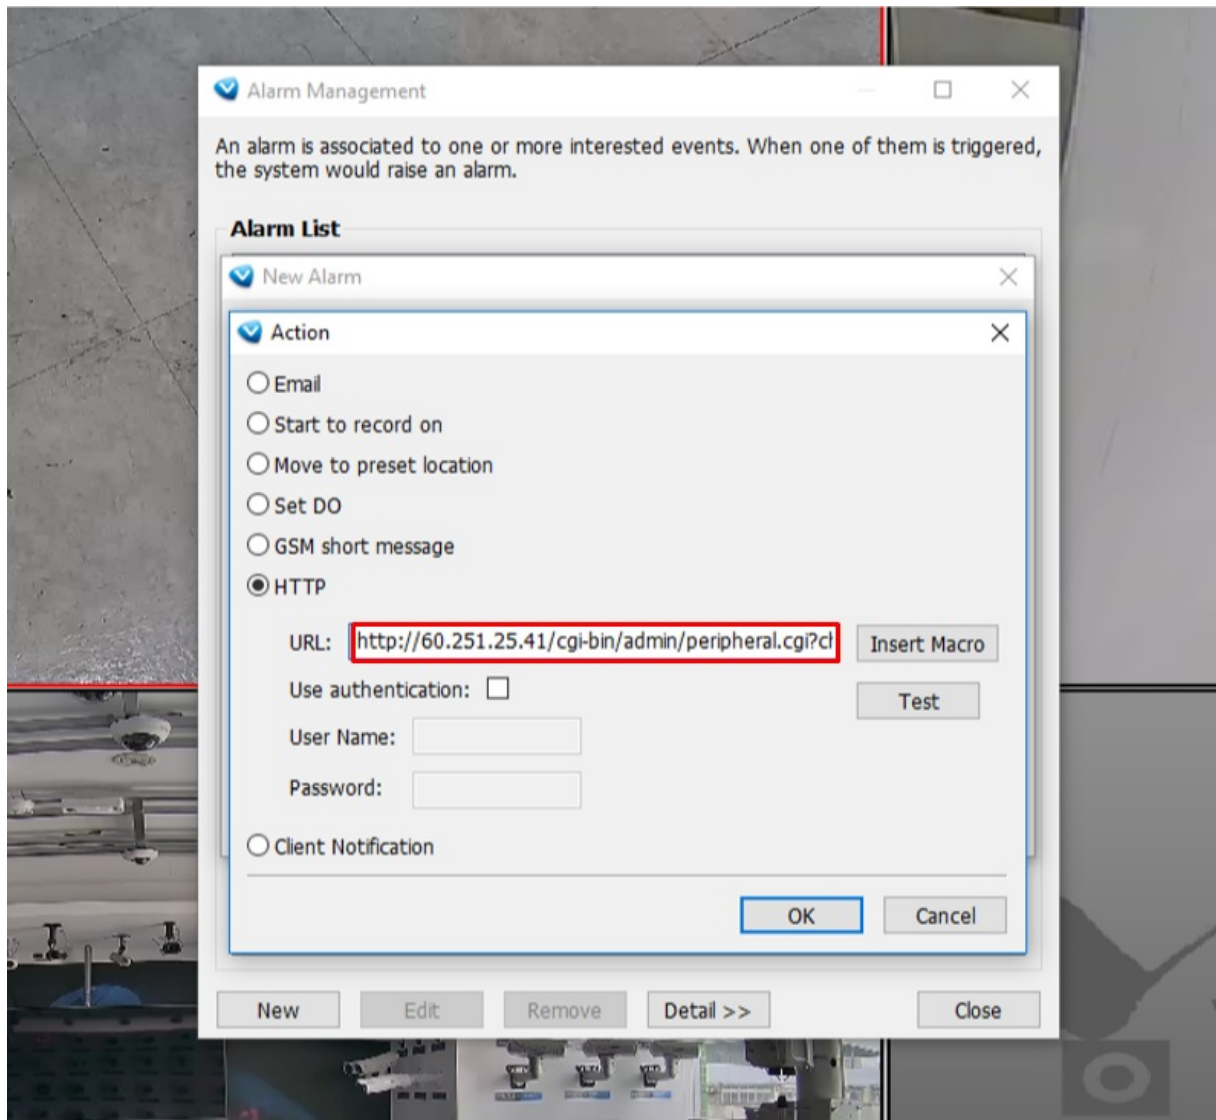 Alarm Management
An alarm is associated to one or more interested events. When one of them is triggered,
the system would raise an alarm.
Alarm List
New Alarm
Action
Email
Start to record on
Move to preset location
Set DO
GSM short message
HTTP
URL: http://60.251.25.41/cgi-bin/admin/peripheral.cgi?cl Insert Macro
Use authentication: Test
User Name:
Password:
Client Notification
OK Cancel
New Edit Remove Detail >> Close